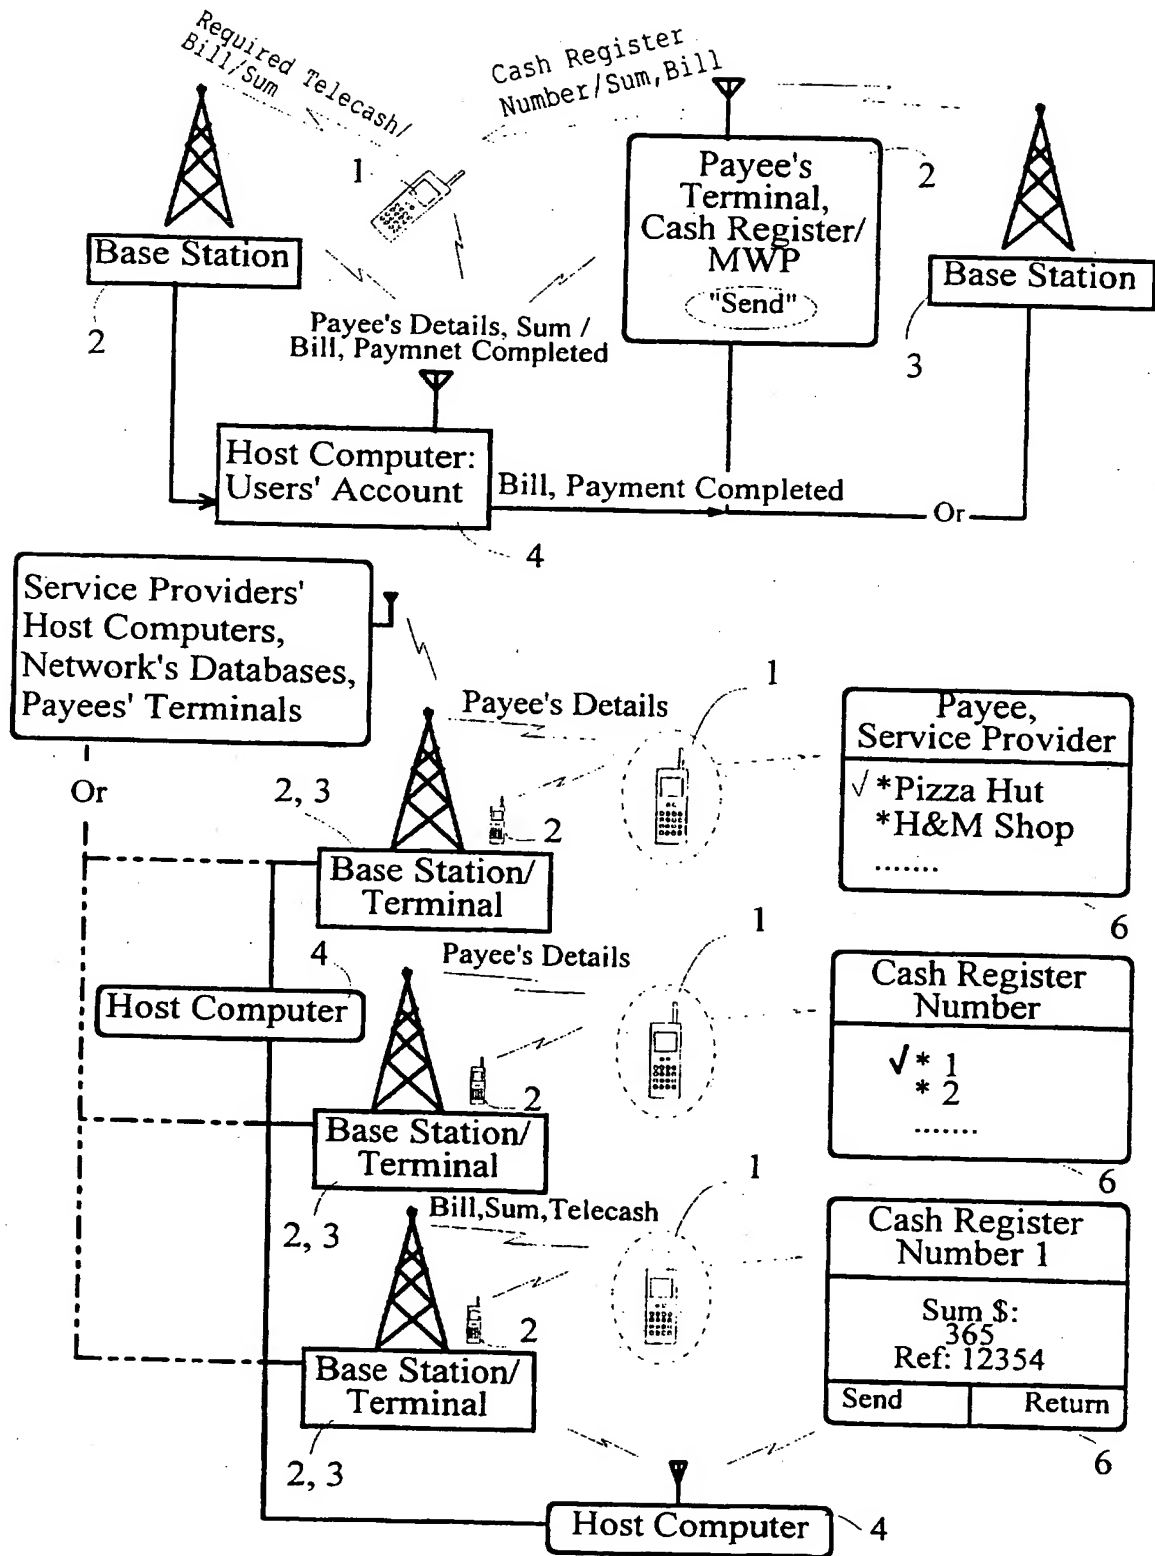 Required Telecash/
Bill/Sum
Cash Register
Number/Sum,Bill
1
Payee's
Terminal,
Cash Register/
MWP
"Send"
2
Base Station
2
Base Station
3
Payee's Details, Sum /
Bill, Paymnet Completed
Host Computer:
Users' Account
4
Bill, Payment Completed
Or
Service Providers'
Host Computers,
Network's Databases,
Payees' Terminals
Or
Payee's Details
1
2, 3
2
Base Station/
Terminal
Payee,
Service Provider
✓ *Pizza Hut
*H&M Shop
.......
6
4
Host Computer
Payee's Details
1
2
Base Station/
Terminal
2, 3
Cash Register
Number
✓* 1
* 2
.......
6
Bill,Sum,Telecash
1
2
Base Station/
Terminal
2, 3
Cash Register
Number 1
Sum $:
365
Ref: 12354
Send
Return
6
Host Computer
4